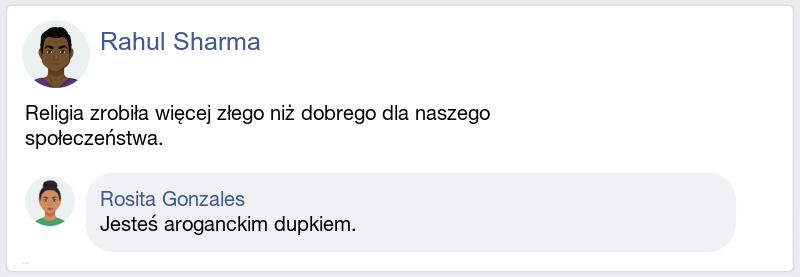 Rahul Sharma
Religia zrobiła więcej złego niż dobrego dla naszego
społeczeństwa.
Rosita Gonzales
Jesteś aroganckim dupkiem.